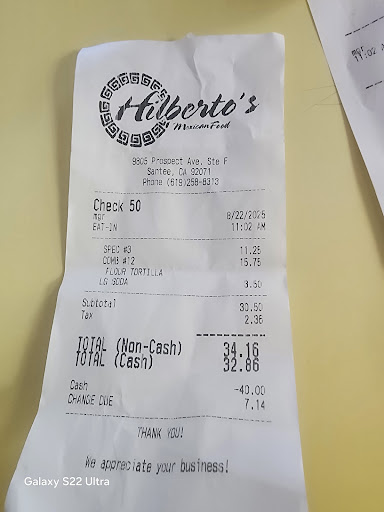 Hilberto's
Mexican Food
9805 Prospect Ave. Ste F
Santee, CA 92071
Phone (619)258-8313
Check 50
mgr 8/22/2025
EAT-IN 11:02 AM
SPEC #3 11.25
COMB #12 15.75
FLOUR TORTILLA
LG SODA 3.50
Subtotal 30.50
Tax 2.36
TOTAL (Non-Cash) 34.16
TOTAL (Cash) 32.86
Cash -40.00
CHANGE DUE 7.14
THANK YOU!
We appreciate your business!
mgr
11:02 A
Galaxy S22 Ultra